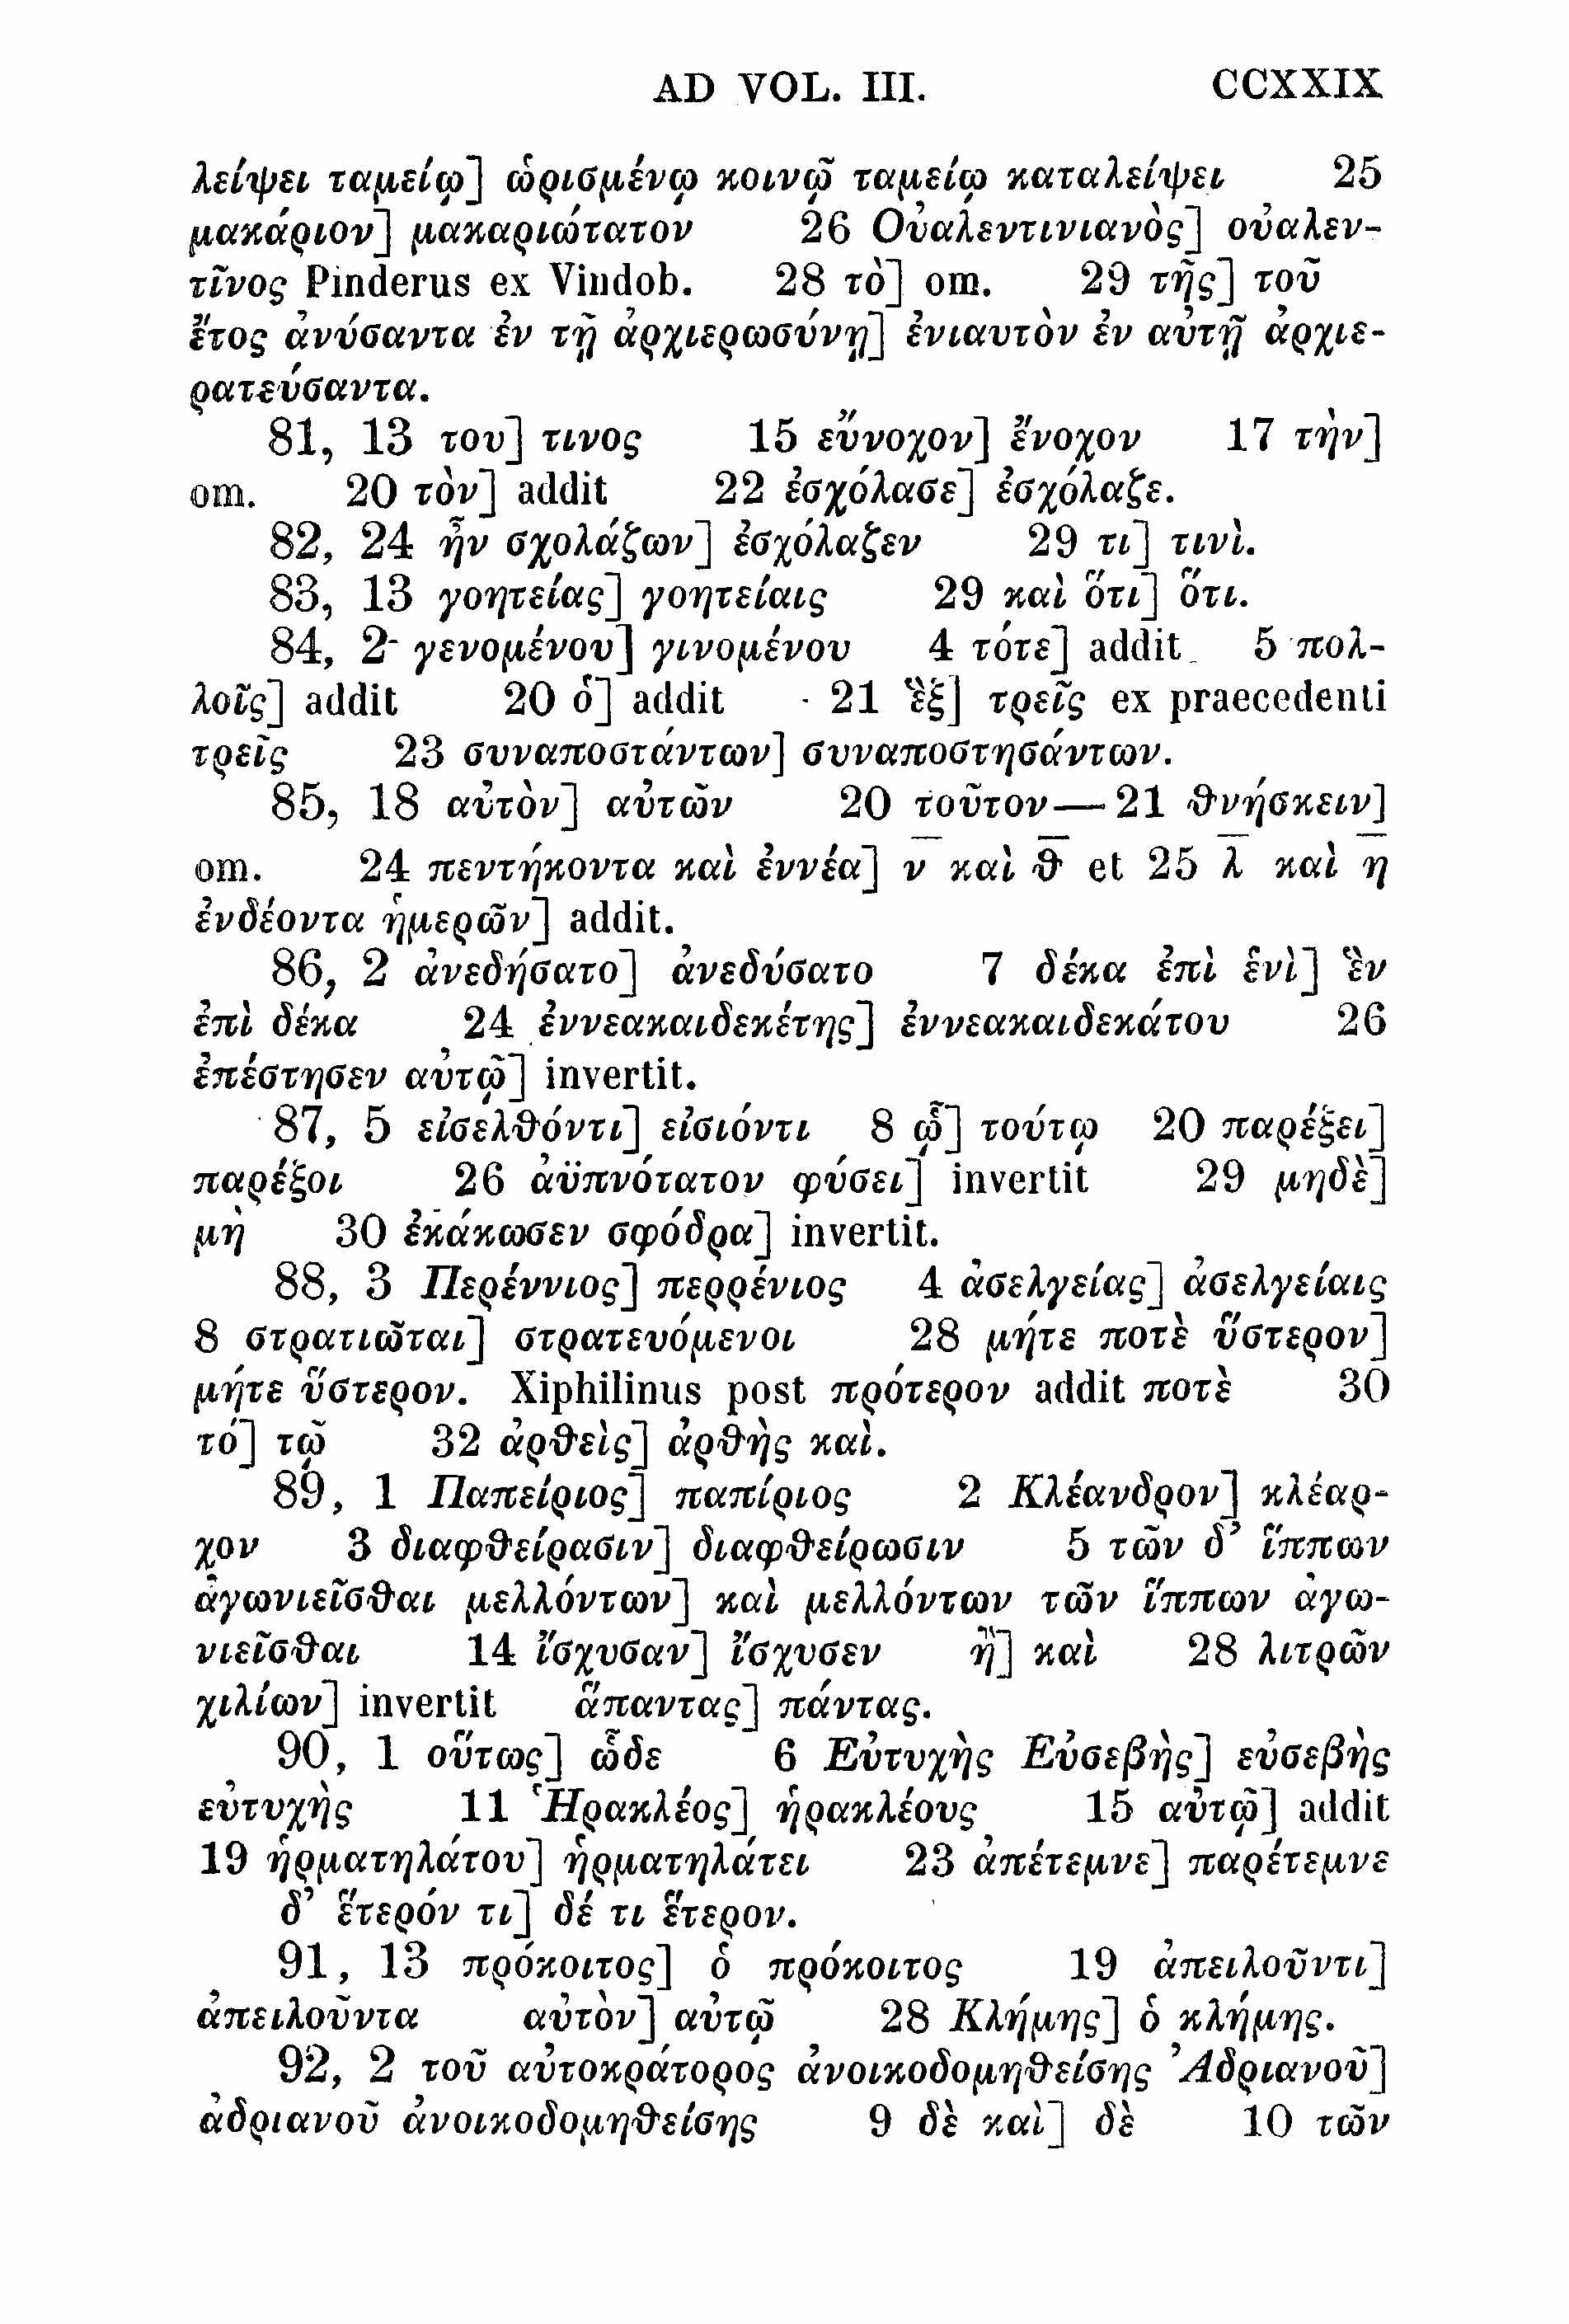 AD VOL. III. CCXXIX
λείψει ταμείῳ] ὡρισμένῳ κοινῷ ταμείῳ καταλείψει 25
μακάριον] μακαριώτατον 26 Οὐαλεντινιανὸς] οὐαλεν-
τῖνος Pinderus ex Vindob. 28 τὸ] om. 29 τῆς] τοῦ
ἔτος ἀνύσαντα ἐν τῇ ἀρχιερωσύνῃ] ἐνιαυτὸν ἐν αὐτῇ ἀρχιε-
ρατεύσαντα.
81, 13 του] τινος 15 εὔνοχον] ἔνοχον 17 τὴν]
om. 20 τὸν] addit 22 ἐσχόλασε] ἐσχόλαζε.
82, 24 ἦν σχολάζων] ἐσχόλαζεν 29 τι] τινὶ.
83, 13 γοητείας] γοητείαις 29 καὶ ὅτι] ὅτι.
84, 2 γενομένου] γινομένου 4 τότε] addit 5 πολ-
λοῖς] addit 20 ὁ] addit 21 ἓξ] τρεῖς ex praecedenti
τρεῖς 23 συναποστάντων] συναποστησάντων.
85, 18 αὐτὸν] αὐτῶν 20 τοῦτον—21 θνήσκειν]
om. 24 πεντήκοντα καὶ ἐννέα] ν̅ καὶ θ̅ et 25 λ̅ καὶ η̅
ἐνδέοντα ἡμερῶν] addit.
86, 2 ἀνεδήσατο] ἀνεδύσατο 7 δέκα ἐπὶ ἑνὶ] ἓν
ἐπὶ δέκα 24 ἐννεακαιδεκέτης] ἐννεακαιδεκάτου 26
ἐπέστησεν αὐτῷ] invertit.
87, 5 εἰσελθόντι] εἰσιόντι 8 ᾧ] τούτῳ 20 παρέξει]
παρέξοι 26 ἀϋπνότατον φύσει] invertit 29 μηδὲ]
μὴ 30 ἐκάκωσεν σφόδρα] invertit.
88, 3 Περέννιος] περρένιος 4 ἀσελγείας] ἀσελγείαις
8 στρατιῶται] στρατευόμενοι 28 μήτε ποτὲ ὕστερον]
μήτε ὕστερον. Xiphilinus post πρότερον addit ποτὲ 30
τό] τῷ 32 ἀρθεὶς] ἀρθὴς καὶ.
89, 1 Παπείριος] παπίριος 2 Κλέανδρον] κλέαρ-
χον 3 διαφθείρασιν] διαφθείρωσιν 5 τῶν δ’ ἵππων
ἀγωνιεῖσθαι μελλόντων] καὶ μελλόντων τῶν ἵππων ἀγω-
νιεῖσθαι 14 ἴσχυσαν] ἴσχυσεν ἢ] καὶ 28 λιτρῶν
χιλίων] invertit ἅπαντας] πάντας.
90, 1 οὕτως] ὧδε 6 Εὐτυχὴς Εὐσεβὴς] εὐσεβὴς
εὐτυχὴς 11 Ἡρακλέος] ἡρακλέους 15 αὐτῷ] addit
19 ἡρματηλάτου] ἡρματηλάτει 23 ἀπέτεμνε] παρέτεμνε
δ’ ἕτερόν τι] δέ τι ἕτερον.
91, 13 πρόκοιτος] ὁ πρόκοιτος 19 ἀπειλοῦντι]
ἀπειλοῦντα αὐτὸν] αὐτῷ 28 Κλήμης] ὁ κλήμης.
92, 2 τοῦ αὐτοκράτορος ἀνοικοδομηθείσης Ἀδριανοῦ]
ἀδριανοῦ ἀνοικοδομηθείσης 9 δὲ καὶ] δὲ 10 τῶν